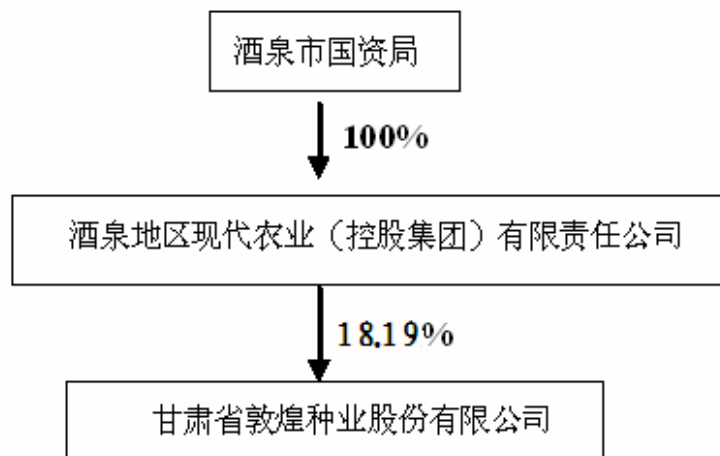 酒泉市国资局
100%
酒泉地区现代农业（控股集团）有限责任公司
18.19%
甘肃省敦煌种业股份有限公司